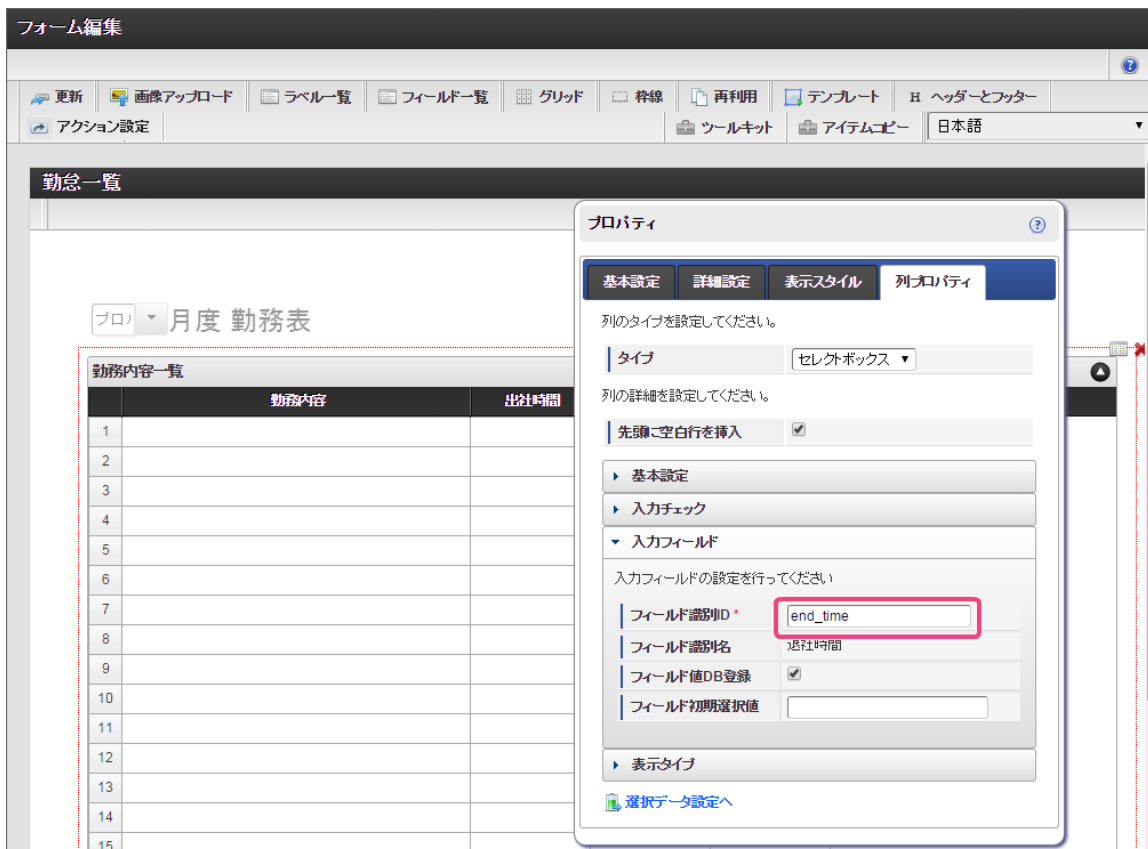 フォーム編集
更新 画像アップロード ラベル一覧 フィールド一覧 グリッド 枠線 再利用 テンプレート H ヘッダーとフッター
アクション設定 ツールキット アイテムコピー 日本語
勤怠一覧
月度 勤務表
勤務内容一覧
勤務内容 出社時間
1
2
3
4
5
6
7
8
9
10
11
12
13
14
15
プロパティ
基本設定 詳細設定 表示スタイル 列プロパティ
列のタイプを設定してください。
タイプ セレクトボックス
列の詳細を設定してください。
先頭に空白行を挿入
基本設定
入力チェック
入力フィールド
入力フィールドの設定を行ってください
フィールド識別ID* end_time
フィールド識別名 退社時間
フィールド値DB登録
フィールド初期選択値
表示タイプ
選択データ設定へ